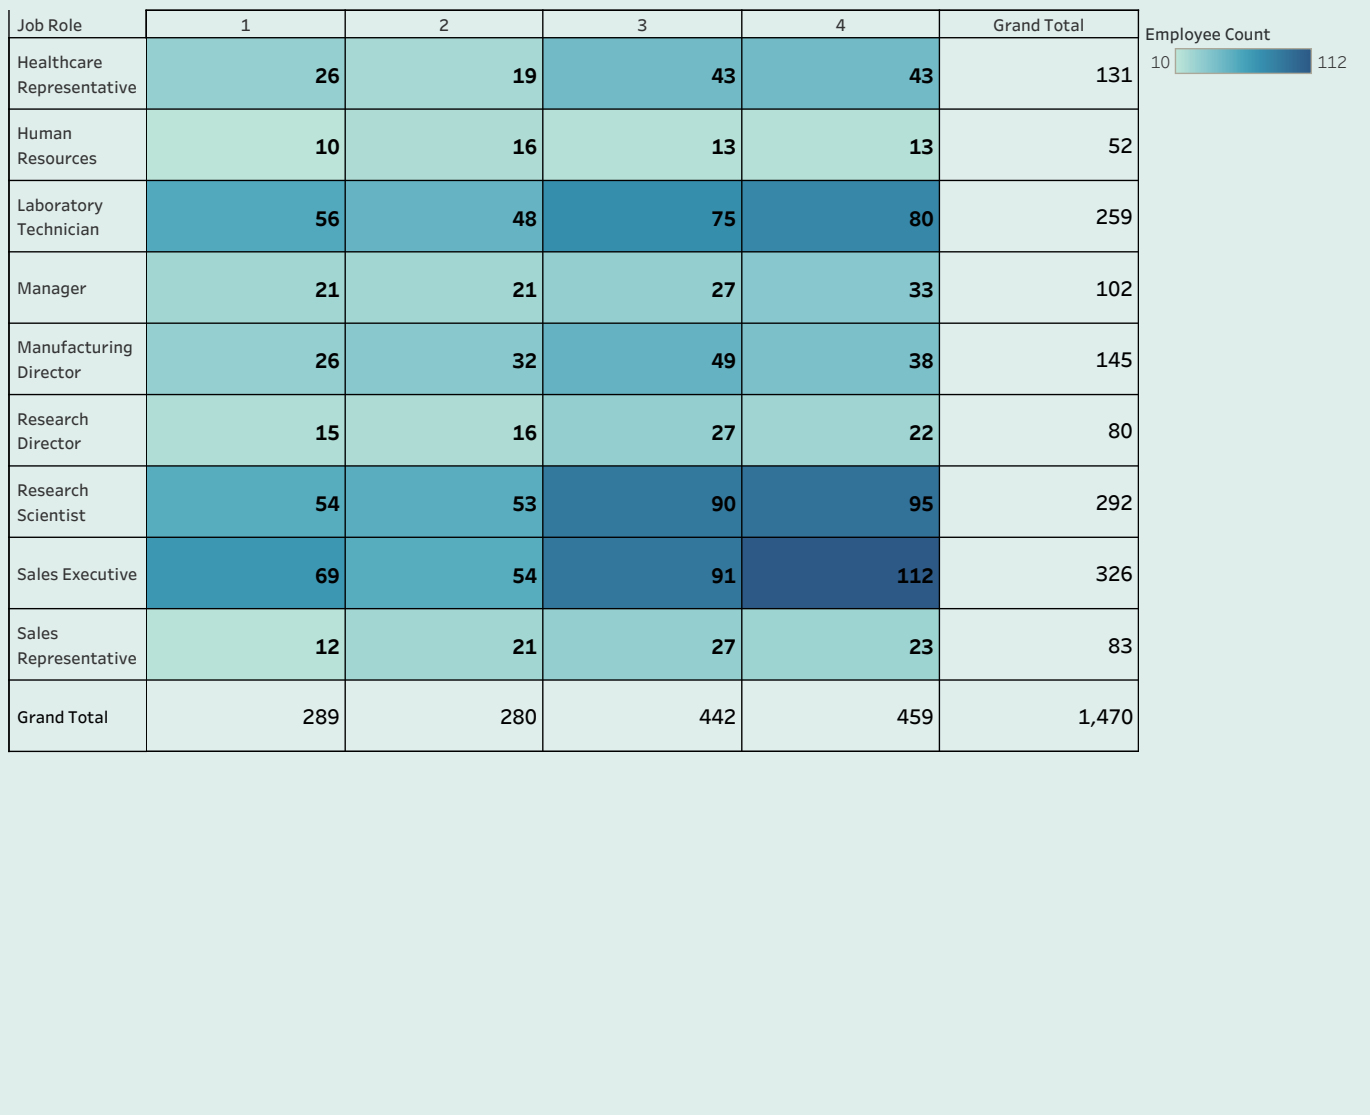 Job Role 1 2 3 4 Grand Total
Employee Count
10 112
Healthcare
Representative 26 19 43 43 131
Human
Resources 10 16 13 13 52
Laboratory
Technician 56 48 75 80 259
Manager 21 21 27 33 102
Manufacturing
Director 26 32 49 38 145
Research
Director 15 16 27 22 80
Research
Scientist 54 53 90 95 292
Sales Executive 69 54 91 112 326
Sales
Representative 12 21 27 23 83
Grand Total 289 280 442 459 1,470